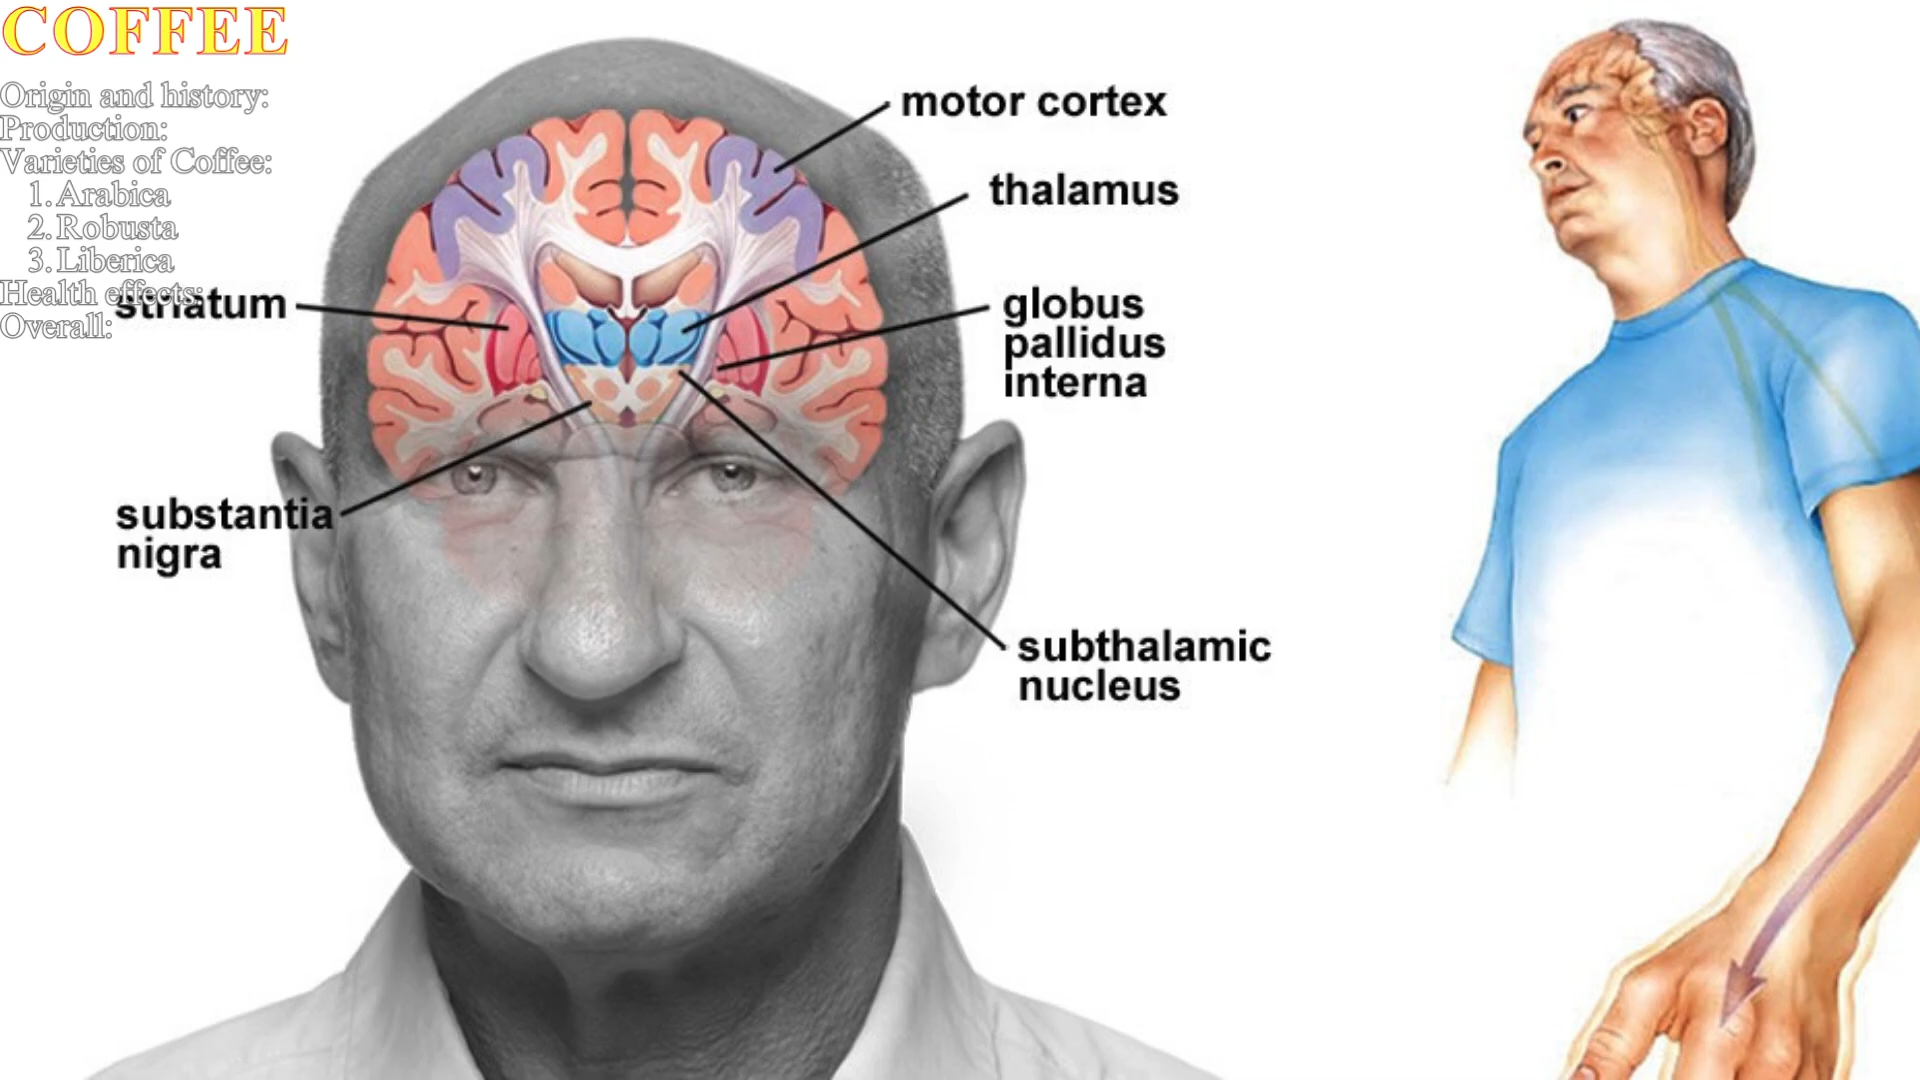 COFFEE
Origin and history:
Production:
Varieties of Coffee:
1. Arabica
2. Robusta
3. Liberica
Health effects:
Overall:
motor cortex
thalamus
striatum
globus
pallidus
interna
substantia
nigra
subthalamic
nucleus